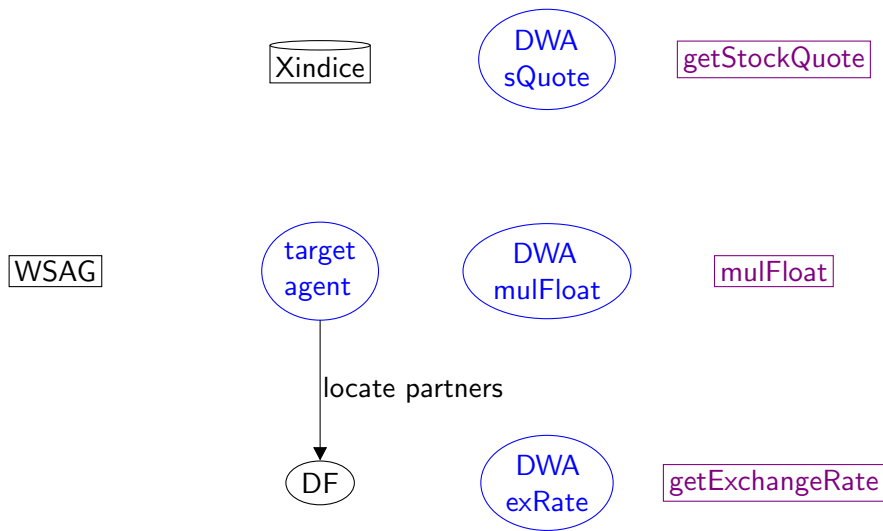 Xindice
DWA
sQuote
getStockQuote
WSAG
target
agent
DWA
mulFloat
mulFloat
locate partners
DF
DWA
exRate
getExchangeRate